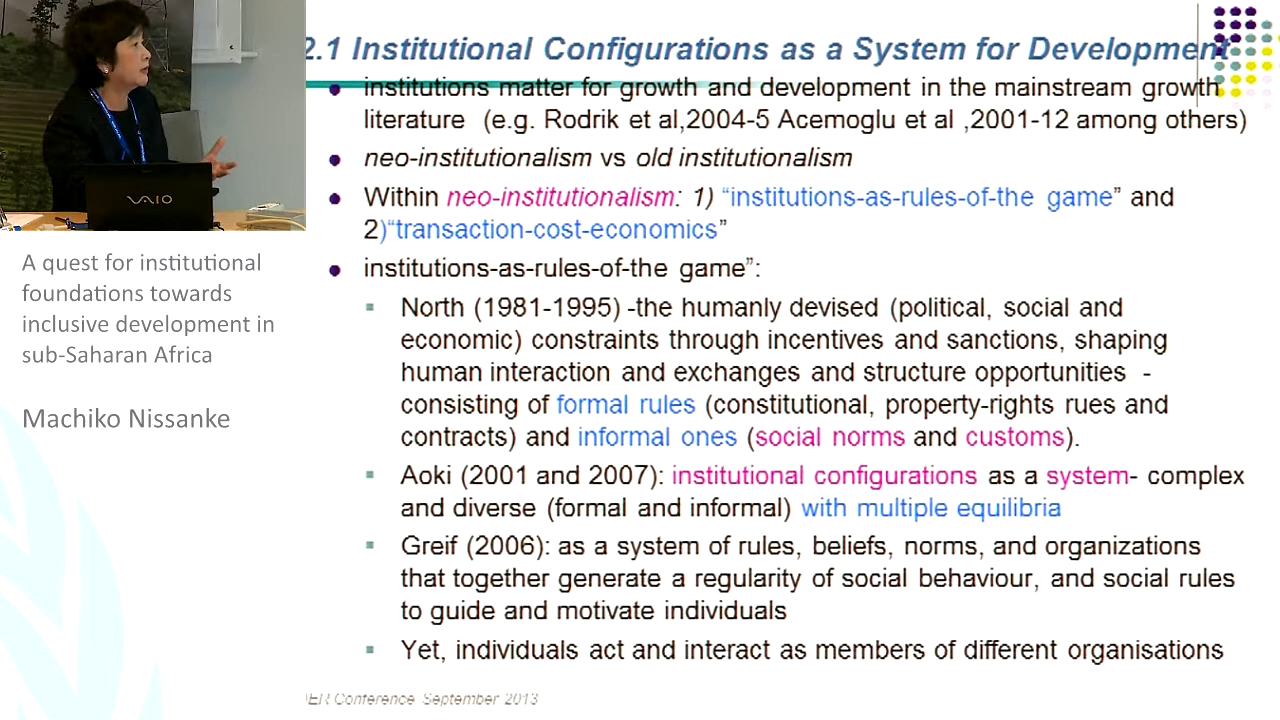 2.1 Institutional Configurations as a System for Development
institutions matter for growth and development in the mainstream growth
literature (e.g. Rodrik et al,2004-5 Acemoglu et al ,2001-12 among others)
neo-institutionalism vs old institutionalism
Within neo-institutionalism: 1) “institutions-as-rules-of-the game” and
2)“transaction-cost-economics”
institutions-as-rules-of-the game”:
North (1981-1995) -the humanly devised (political, social and
economic) constraints through incentives and sanctions, shaping
human interaction and exchanges and structure opportunities -
consisting of formal rules (constitutional, property-rights rues and
contracts) and informal ones (social norms and customs).
Aoki (2001 and 2007): institutional configurations as a system- complex
and diverse (formal and informal) with multiple equilibria
Greif (2006): as a system of rules, beliefs, norms, and organizations
that together generate a regularity of social behaviour, and social rules
to guide and motivate individuals
Yet, individuals act and interact as members of different organisations
Conference September 2013
VAIO
A quest for institutional
foundations towards
inclusive development in
sub-Saharan Africa
Machiko Nissanke